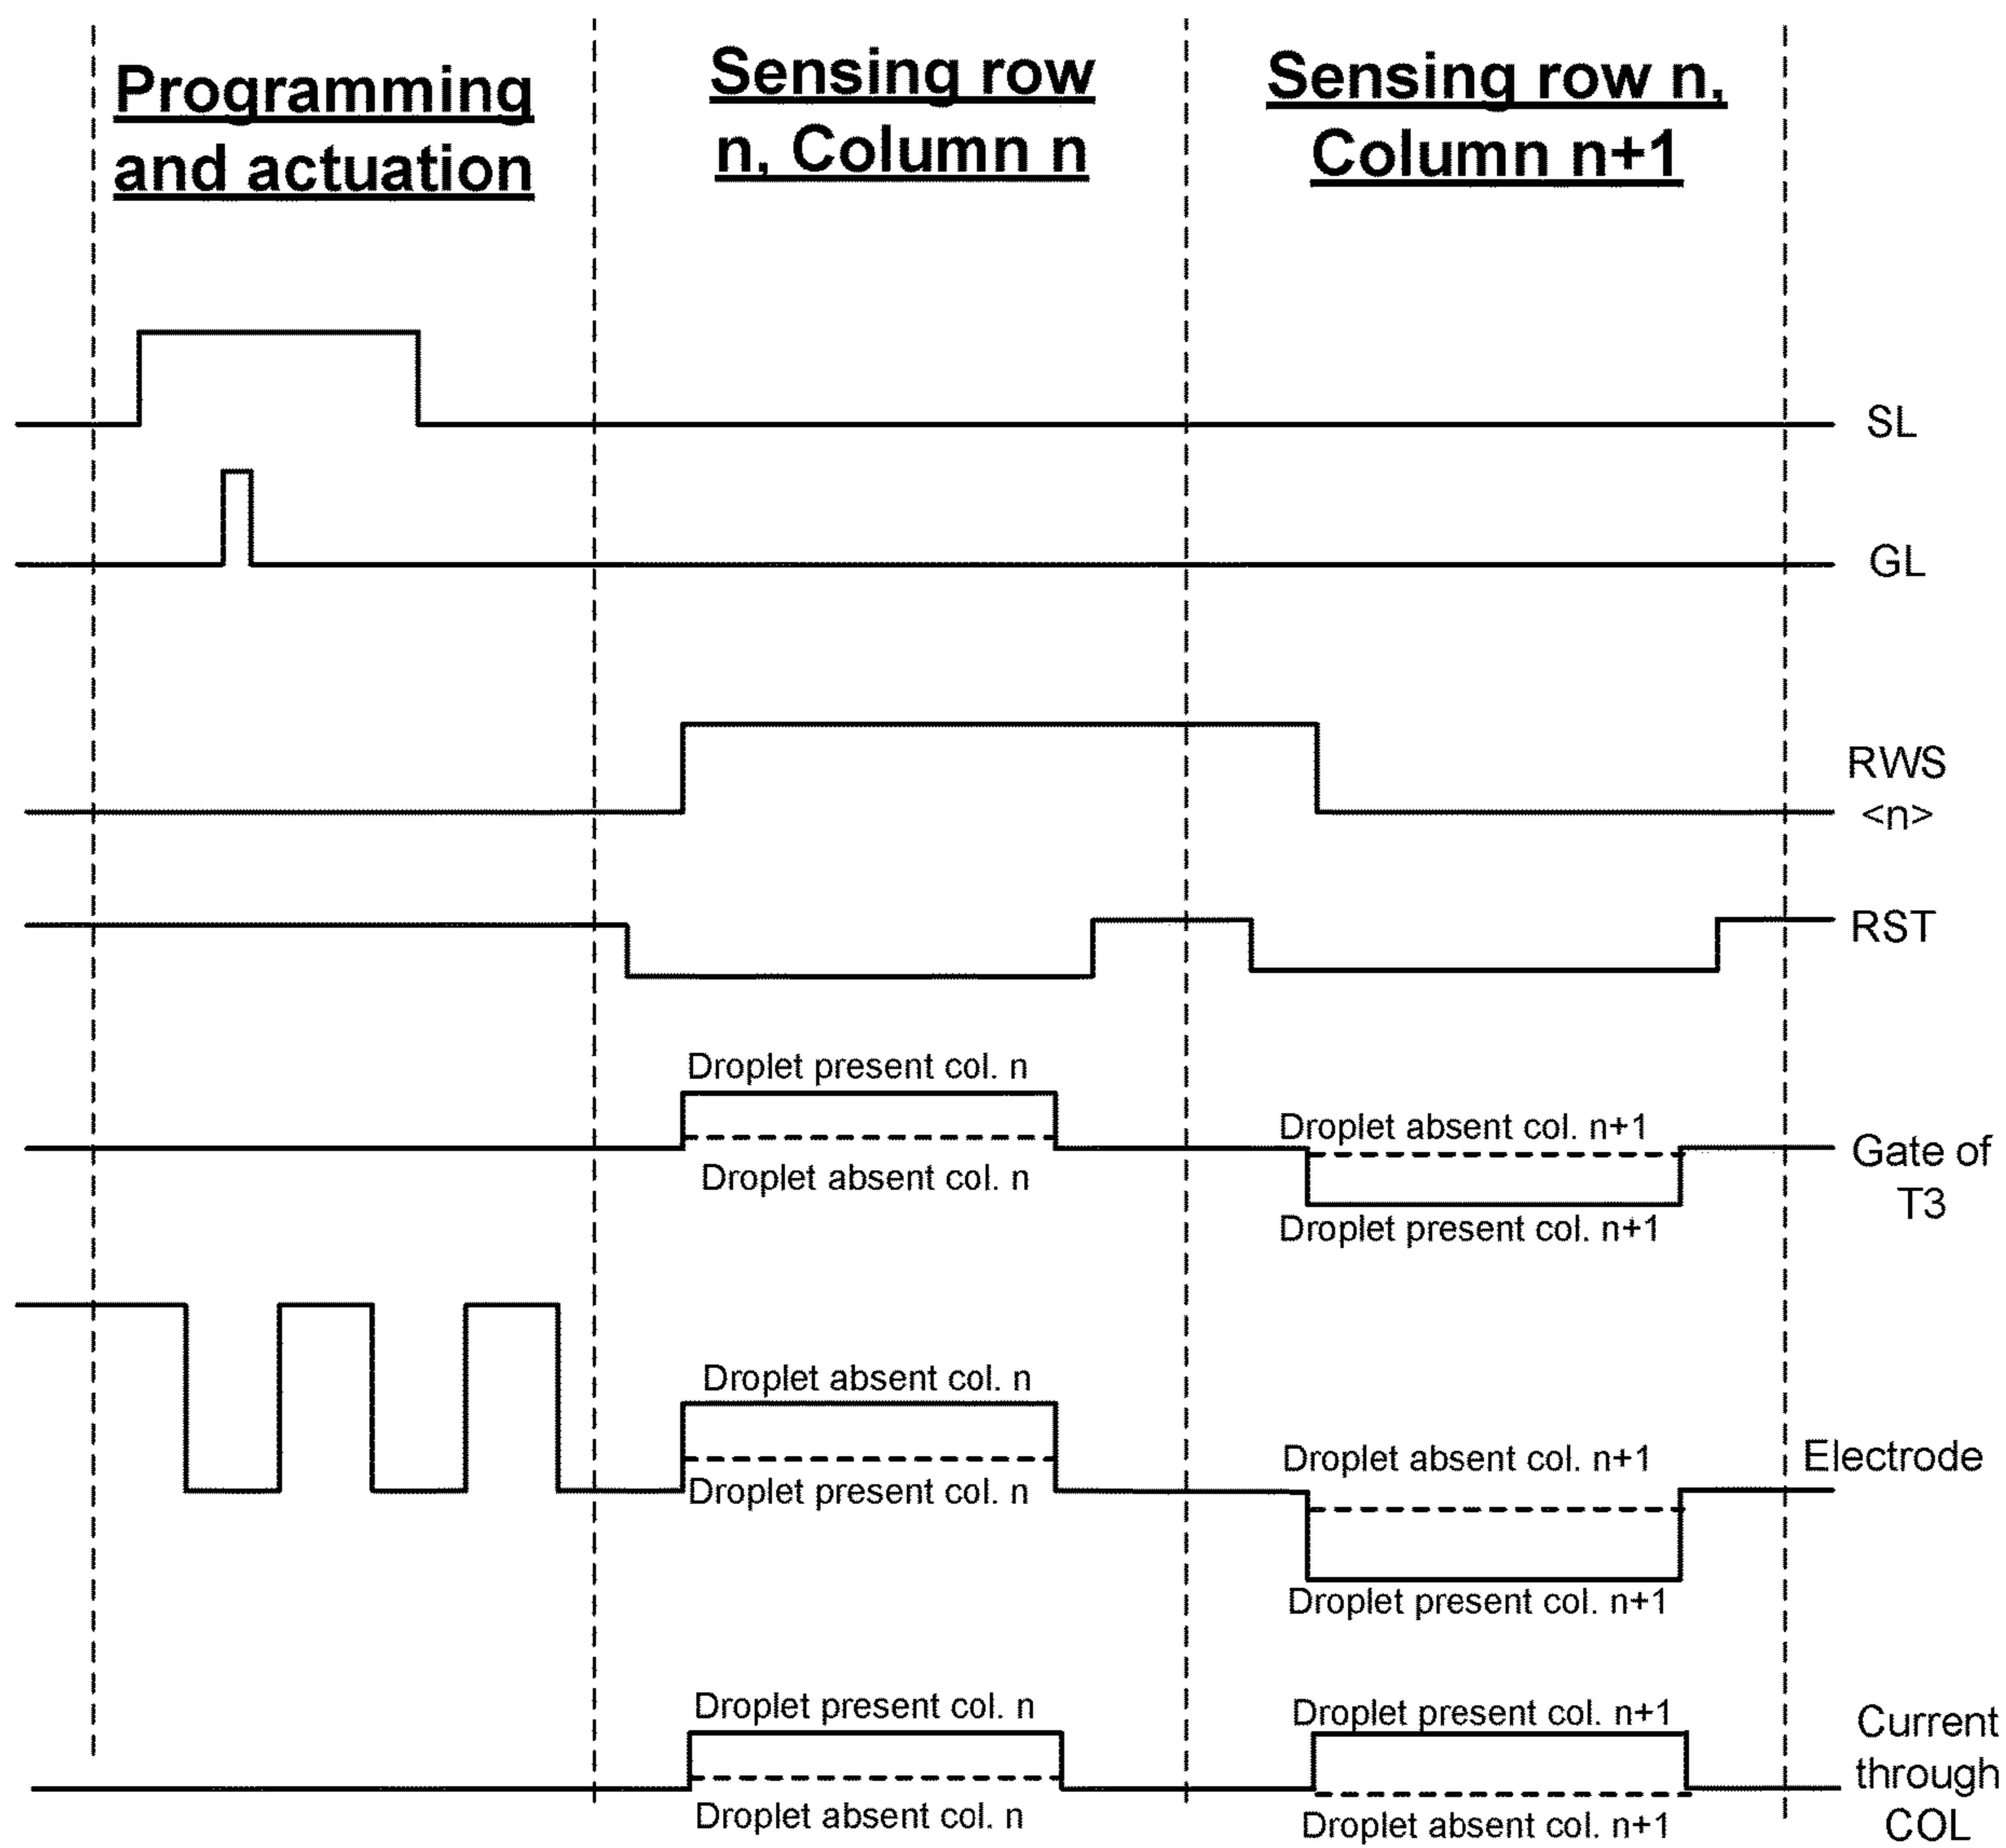 Programming
and actuation
Sensing row
n, Column n
Sensing row n,
Column n+1
SL
GL
RWS
<n>
RST
Droplet present col. n
Droplet absent col. n
Droplet absent col. n+1
Droplet present col. n+1
Gate of
T3
Droplet absent col. n
Droplet present col. n
Droplet absent col. n+1
Droplet present col. n+1
Electrode
Droplet present col. n
Droplet absent col. n
Droplet present col. n+1
Droplet absent col. n+1
Current
through
COL